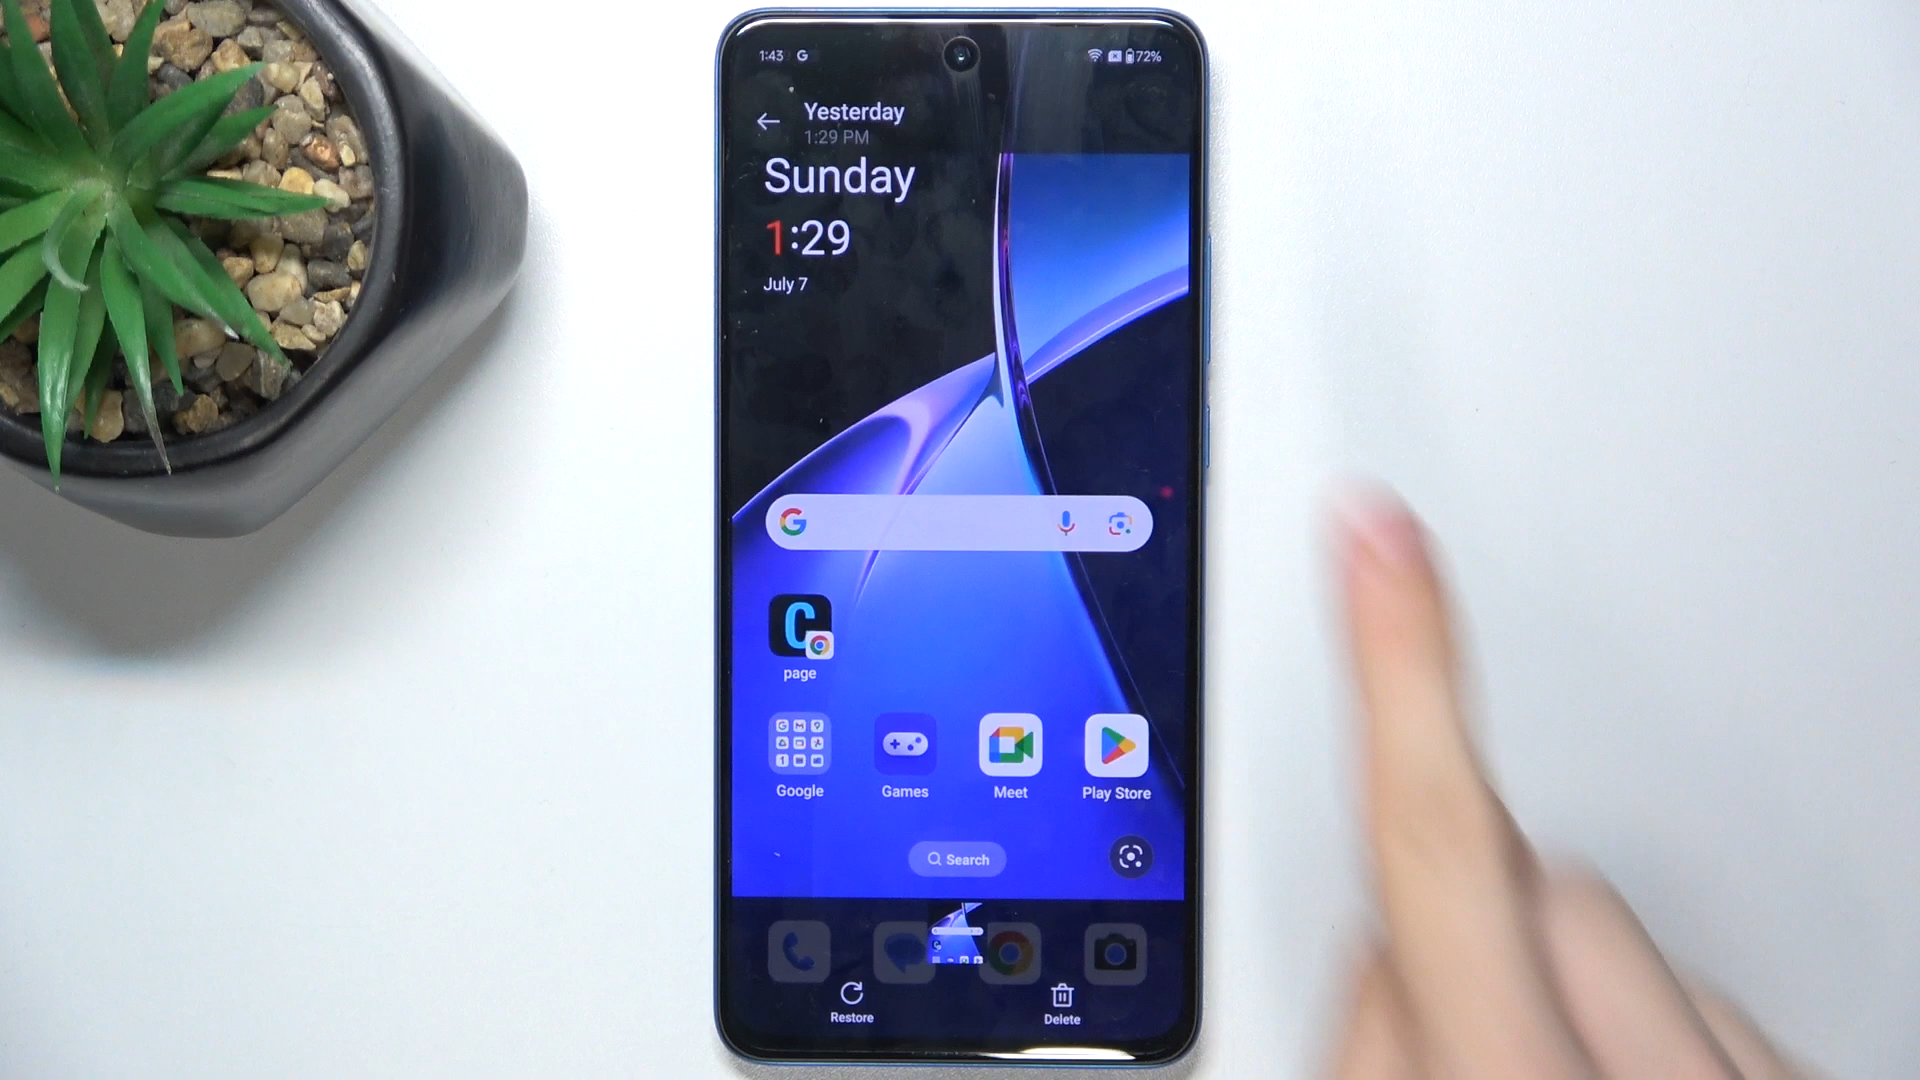 1:43 G 72%
Yesterday
1:29 PM
Sunday
1:29
July 7
G
C
page
Google Games Meet Play Store
Search
Restore Delete